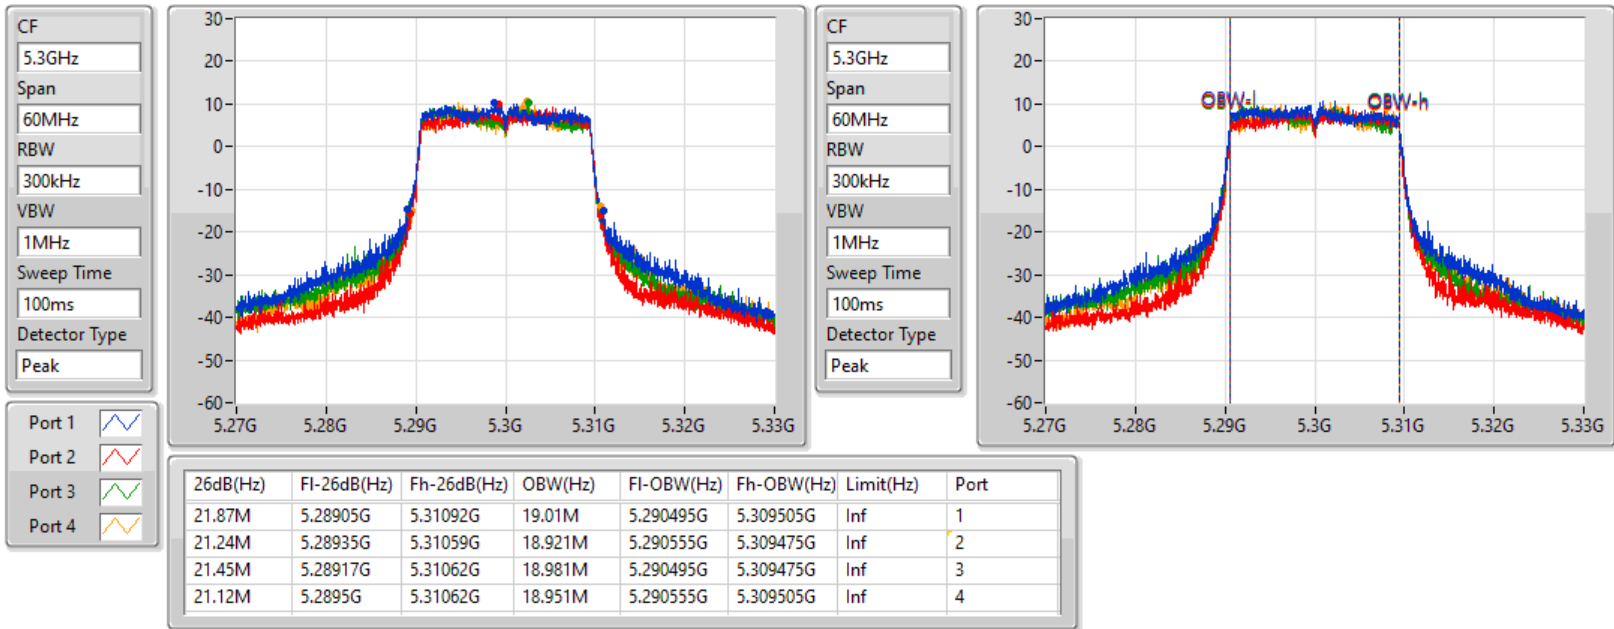 CF
5.3GHz
Span
60MHz
RBW
300kHz
VBW
1MHz
Sweep Time
100ms
Detector Type
Peak
30
20
10
0
-10
-20
-30
-40
-50
-60
5.27G 5.28G 5.29G 5.3G 5.31G 5.32G 5.33G
CF
5.3GHz
Span
60MHz
RBW
300kHz
VBW
1MHz
Sweep Time
100ms
Detector Type
Peak
30
20
10
0
-10
-20
-30
-40
-50
-60
OBW-l OBW-h
5.27G 5.28G 5.29G 5.3G 5.31G 5.32G 5.33G
Port 1
Port 2
Port 3
Port 4
26dB(Hz) Fl-26dB(Hz) Fh-26dB(Hz) OBW(Hz) Fl-OBW(Hz) Fh-OBW(Hz) Limit(Hz) Port
21.87M 5.28905G 5.31092G 19.01M 5.290495G 5.309505G Inf 1
21.24M 5.28935G 5.31059G 18.921M 5.290555G 5.309475G Inf 2
21.45M 5.28917G 5.31062G 18.981M 5.290495G 5.309475G Inf 3
21.12M 5.2895G 5.31062G 18.951M 5.290555G 5.309505G Inf 4